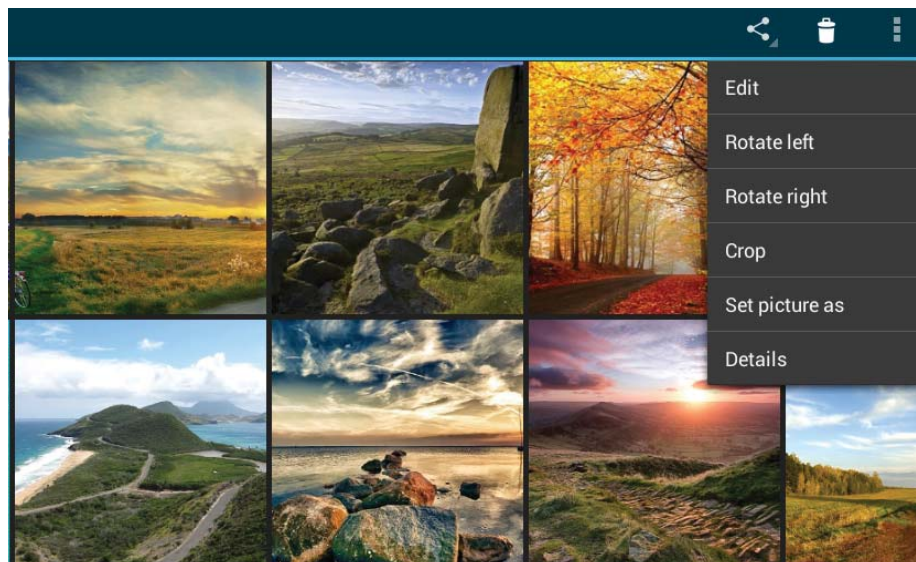 Edit
Rotate left
Rotate right
Crop
Set picture as
Details